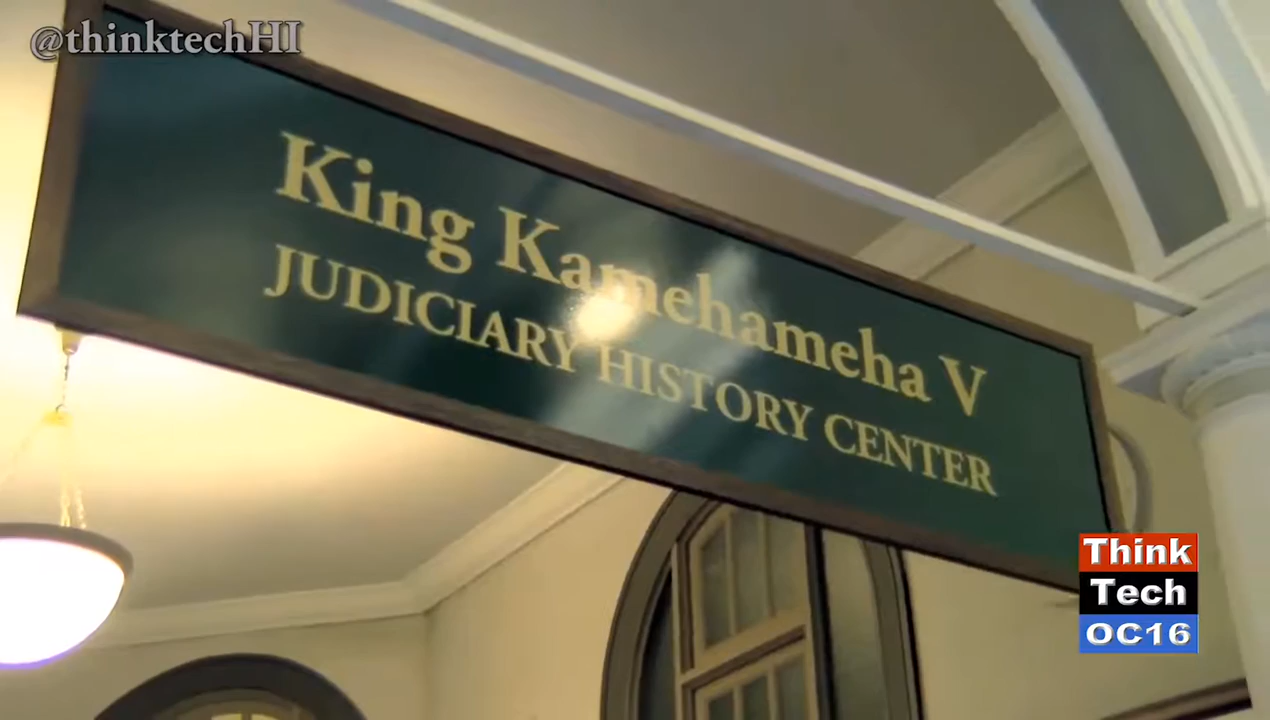 @thinktechHI
King Kamehameha V
JUDICIARY HISTORY CENTER
Think
Tech
OC16